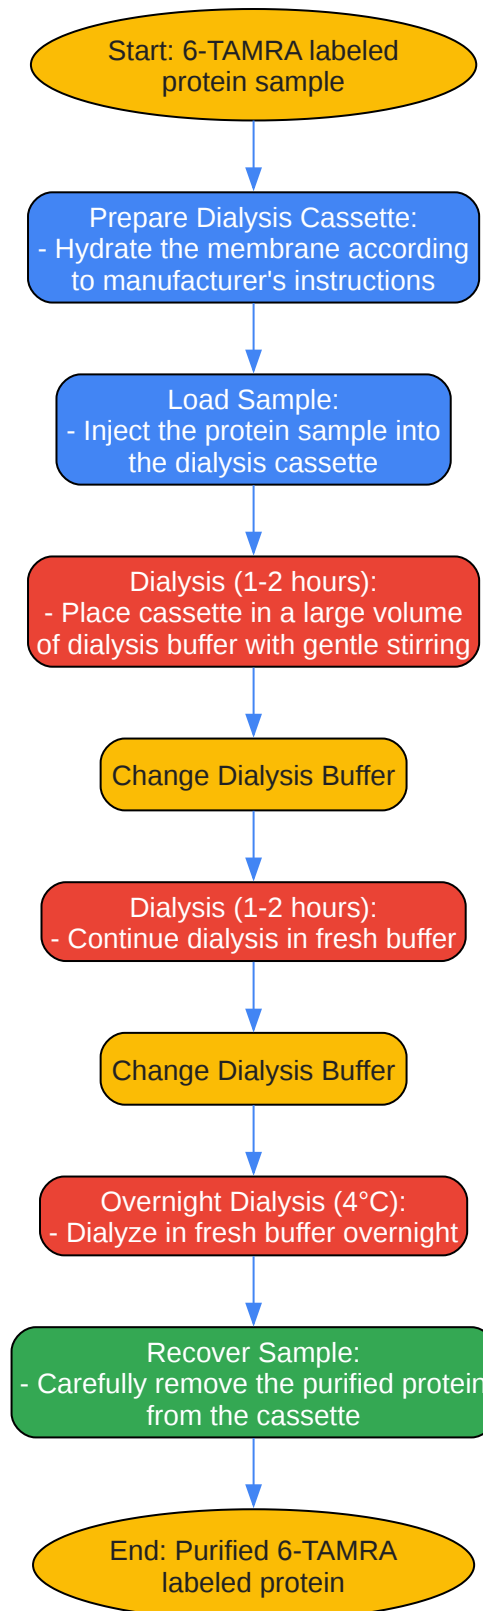 Start: 6-TAMRA labeled
protein sample
Prepare Dialysis Cassette:
- Hydrate the membrane according
to manufacturer's instructions
Load Sample:
- Inject the protein sample into
the dialysis cassette
Dialysis (1-2 hours):
- Place cassette in a large volume
of dialysis buffer with gentle stirring
Change Dialysis Buffer
Dialysis (1-2 hours):
- Continue dialysis in fresh buffer
Change Dialysis Buffer
Overnight Dialysis (4°C):
- Dialyze in fresh buffer overnight
Recover Sample:
- Carefully remove the purified protein
from the cassette
End: Purified 6-TAMRA
labeled protein